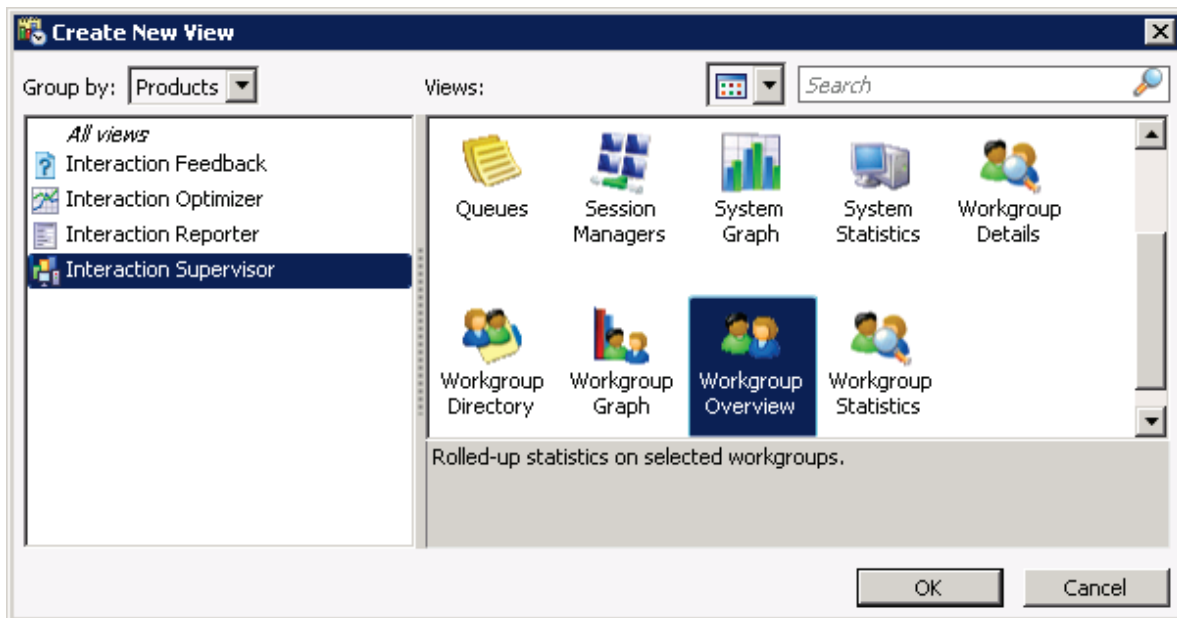 Create New View
Group by: Products
Views:
Search
All views
Interaction Feedback
Interaction Optimizer
Interaction Reporter
Interaction Supervisor
Queues
Session
Managers
System
Graph
System
Statistics
Workgroup
Details
Workgroup
Directory
Workgroup
Graph
Workgroup
Overview
Workgroup
Statistics
Rolled-up statistics on selected workgroups.
OK
Cancel